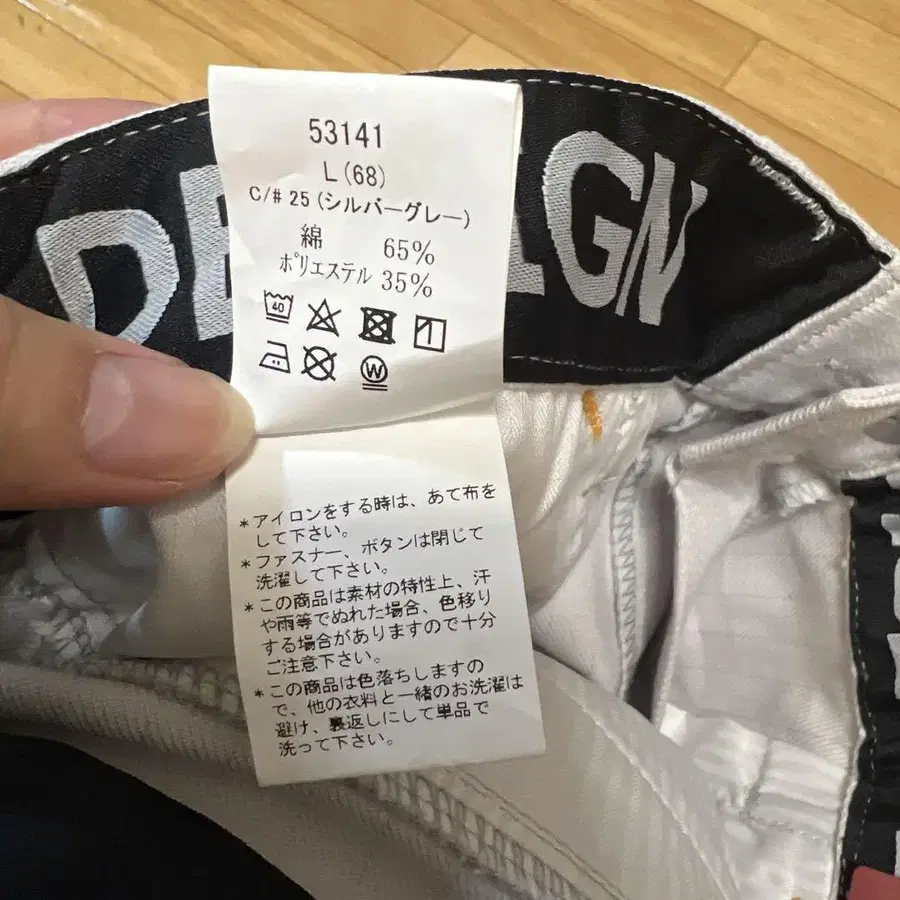 53141
L(68)
C/# 25 (シルバーグレー)
綿 65%
ポリエステル 35%
40
W
DE IGN
*アイロンをする時は、あて布を
して下さい。
*ファスナー、ボタンは閉じて
洗濯して下さい。
*この商品は素材の特性上、汗
や雨等でぬれた場合、色移り
する場合がありますので十分
ご注意下さい。
*この商品は色落ちしますの
で、他の衣料と一緒のお洗濯は
避け、裏返しにして単品で
洗って下さい。